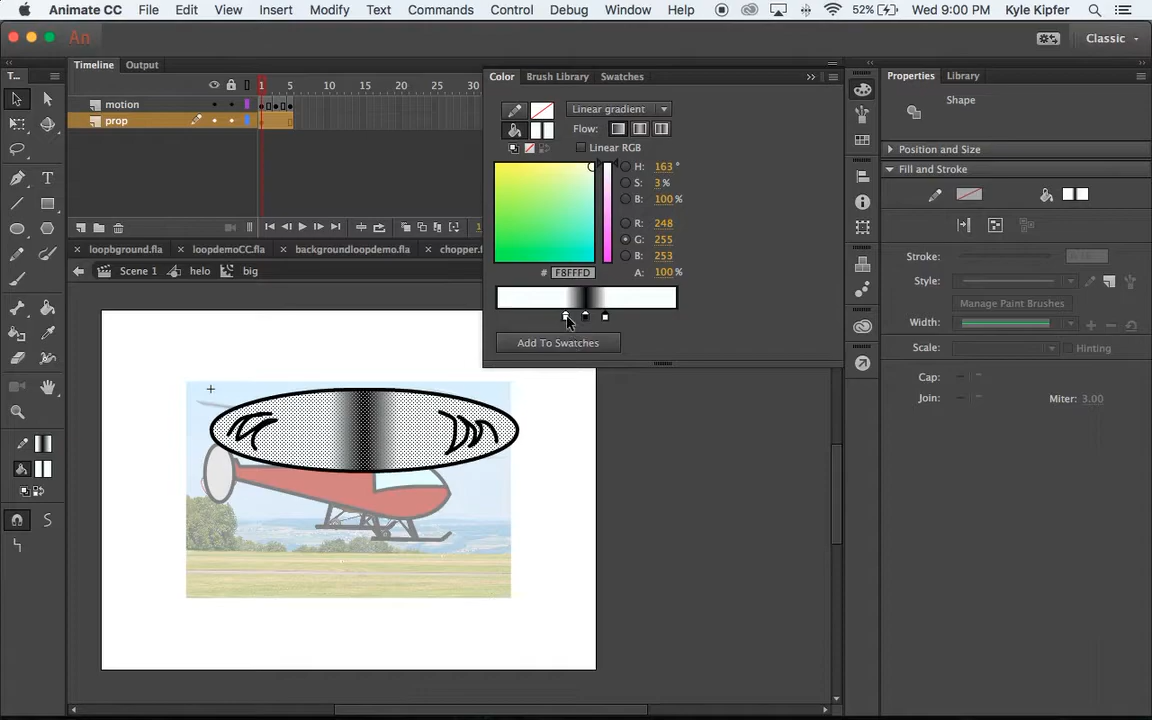 Animate CC File Edit View Insert Modify Text Commands Control Debug Window Help 52% Wed 9:00 PM Kyle Kipfer
An Classic
T... Timeline Output
1 5 10 15 20 25 30
motion
prop
Color Brush Library Swatches
Linear gradient
Flow:
Linear RGB
H: 163 °
S: 3 %
B: 100 %
R: 248
G: 255
B: 253
# F8FFFD A: 100 %
Add To Swatches
Properties Library
Shape
Position and Size
Fill and Stroke
Stroke:
Style:
Manage Paint Brushes
Width:
Scale: Hinting
Cap:
Join: Miter: 3.00
loopbground.fla loopdemoCC.fla backgroundloopdemo.fla chopper.f
Scene 1 helo big